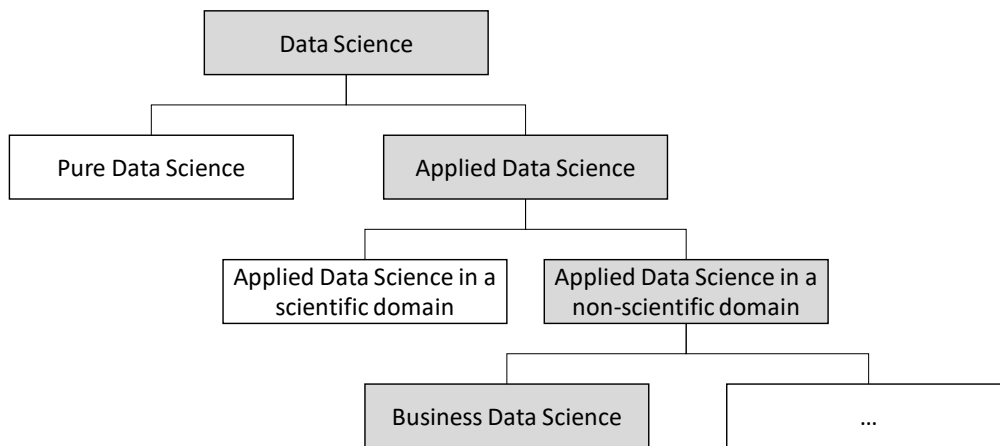 Data Science
Pure Data Science
Applied Data Science
Applied Data Science in a
scientific domain
Applied Data Science in a
non-scientific domain
Business Data Science
...